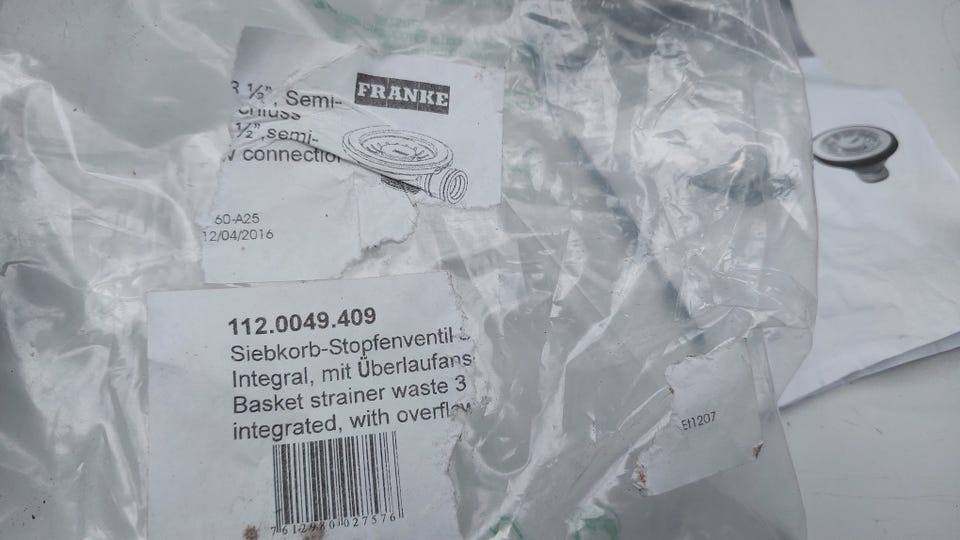 FRANKE
½", Semi-
½",semi-
connection
60-A25
12/04/2016
112.0049.409
Siebkorb-Stopfenventil
Integral, mit Überlaufans
Basket strainer waste 3
integrated, with overflow
Ef1207